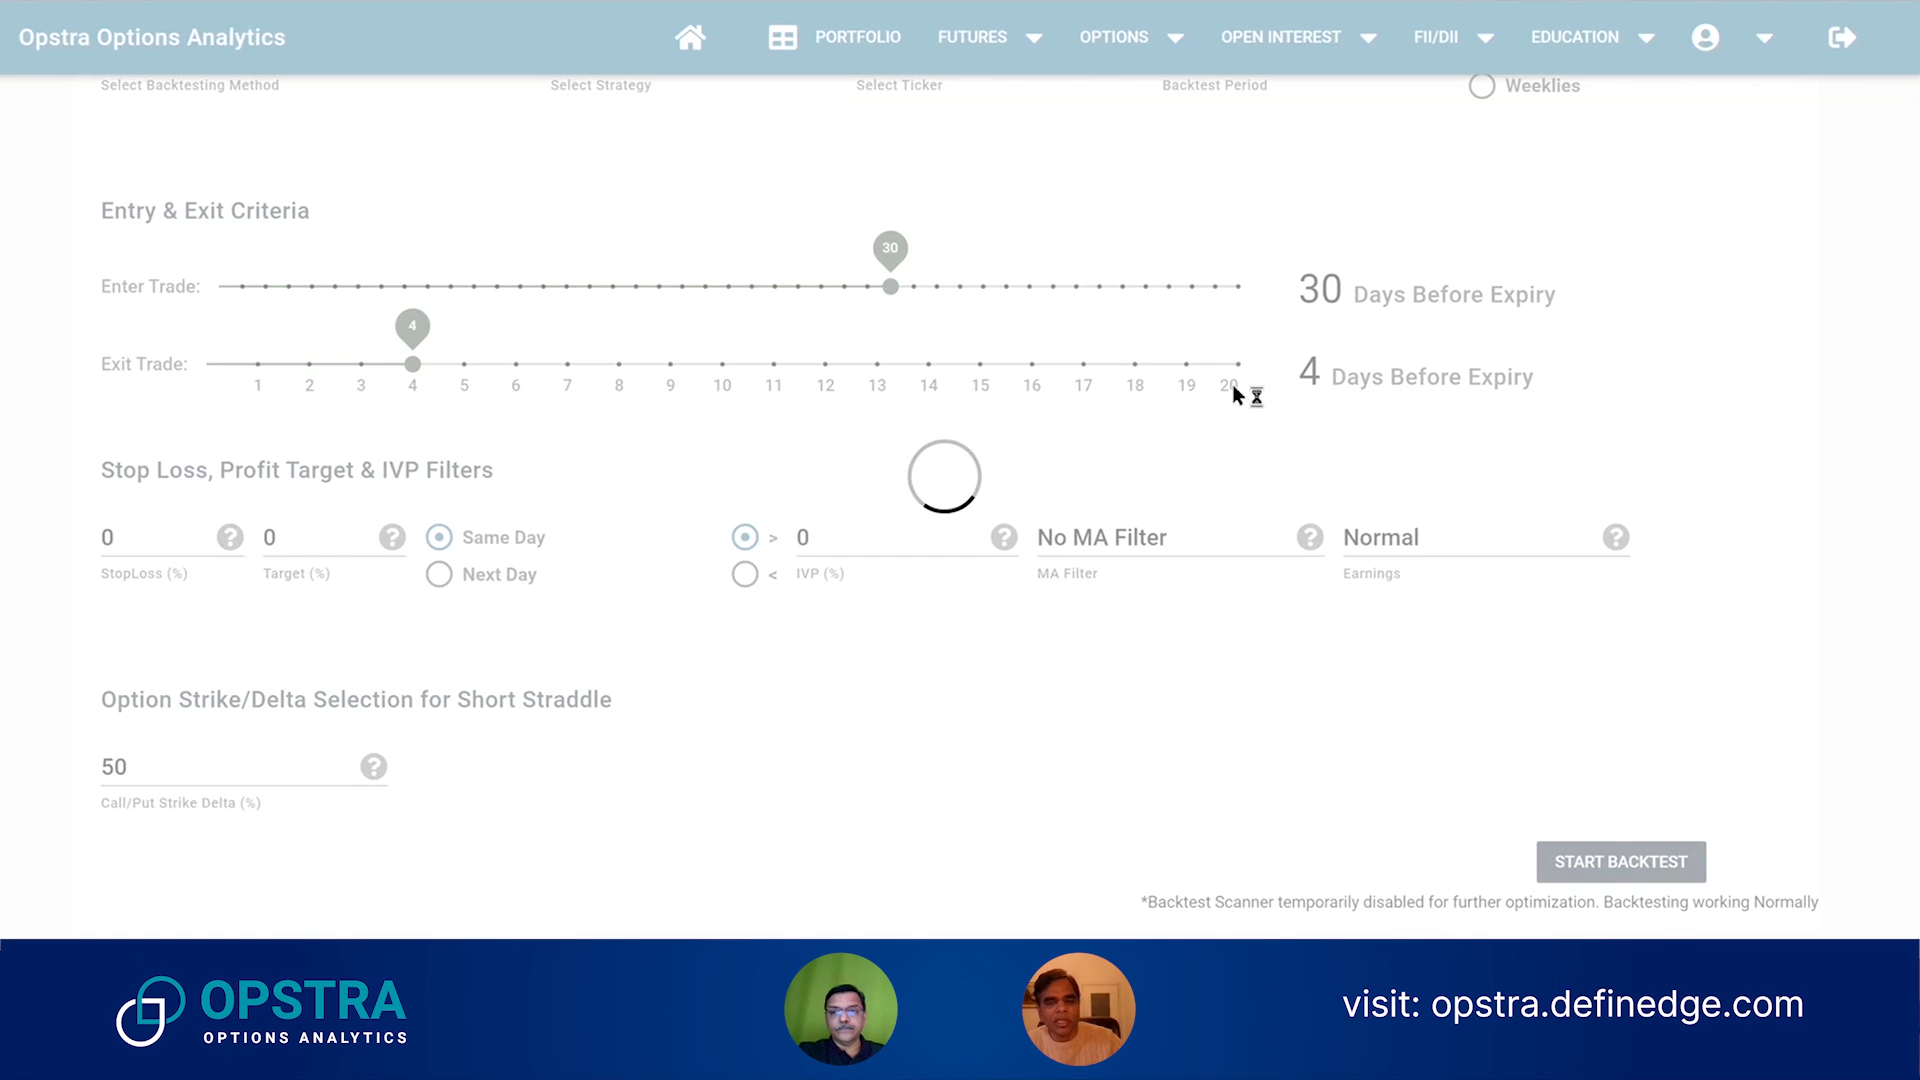 Opstra Options Analytics
PORTFOLIO FUTURES OPTIONS OPEN INTEREST FII/DII EDUCATION
Select Backtesting Method Select Strategy Select Ticker Backtest Period Weeklies
Entry & Exit Criteria
30
Enter Trade: 30 Days Before Expiry
4
Exit Trade: 4 Days Before Expiry
1 2 3 4 5 6 7 8 9 10 11 12 13 14 15 16 17 18 19 20
Stop Loss, Profit Target & IVP Filters
0 ? 0 ? Same Day > 0 ? No MA Filter ? Normal ?
StopLoss (%) Target (%) Next Day < IVP (%) MA Filter Earnings
Option Strike/Delta Selection for Short Straddle
50 ?
Call/Put Strike Delta (%)
START BACKTEST
*Backtest Scanner temporarily disabled for further optimization. Backtesting working Normally
OPSTRA
OPTIONS ANALYTICS
visit: opstra.definedge.com